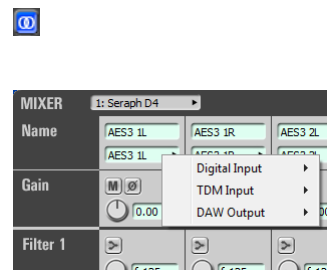 MIXER 1: Seraph D4
Name AES3 1L AES3 1R AES3 2L
AES3 1L
Digital Input
Gain M Ø TDM Input
0.00 DAW Output
Filter 1